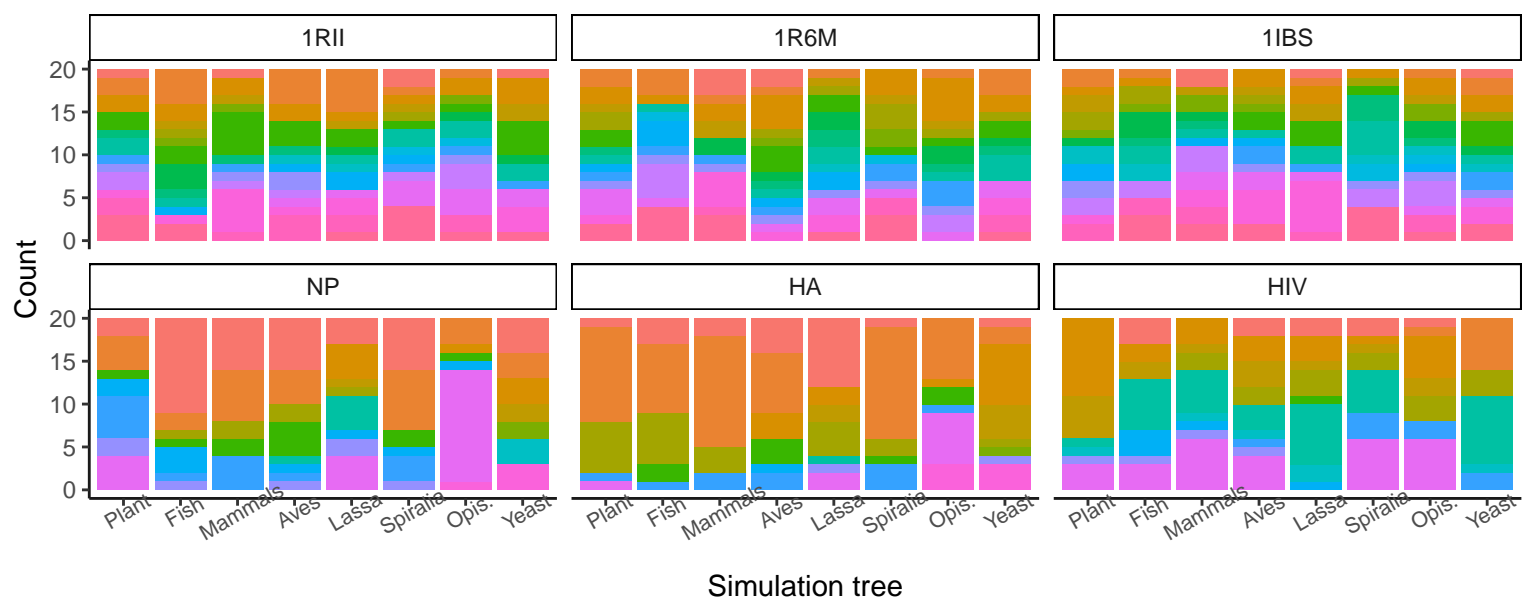 1RII 1R6M 1IBS
20
15
10
5
0
Count
NP HA HIV
20
15
10
5
0
Plant Fish Mammals Aves Lassa Spiralia Opis. Yeast Plant Fish Mammals Aves Lassa Spiralia Opis. Yeast Plant Fish Mammals Aves Lassa Spiralia Opis. Yeast
Simulation tree